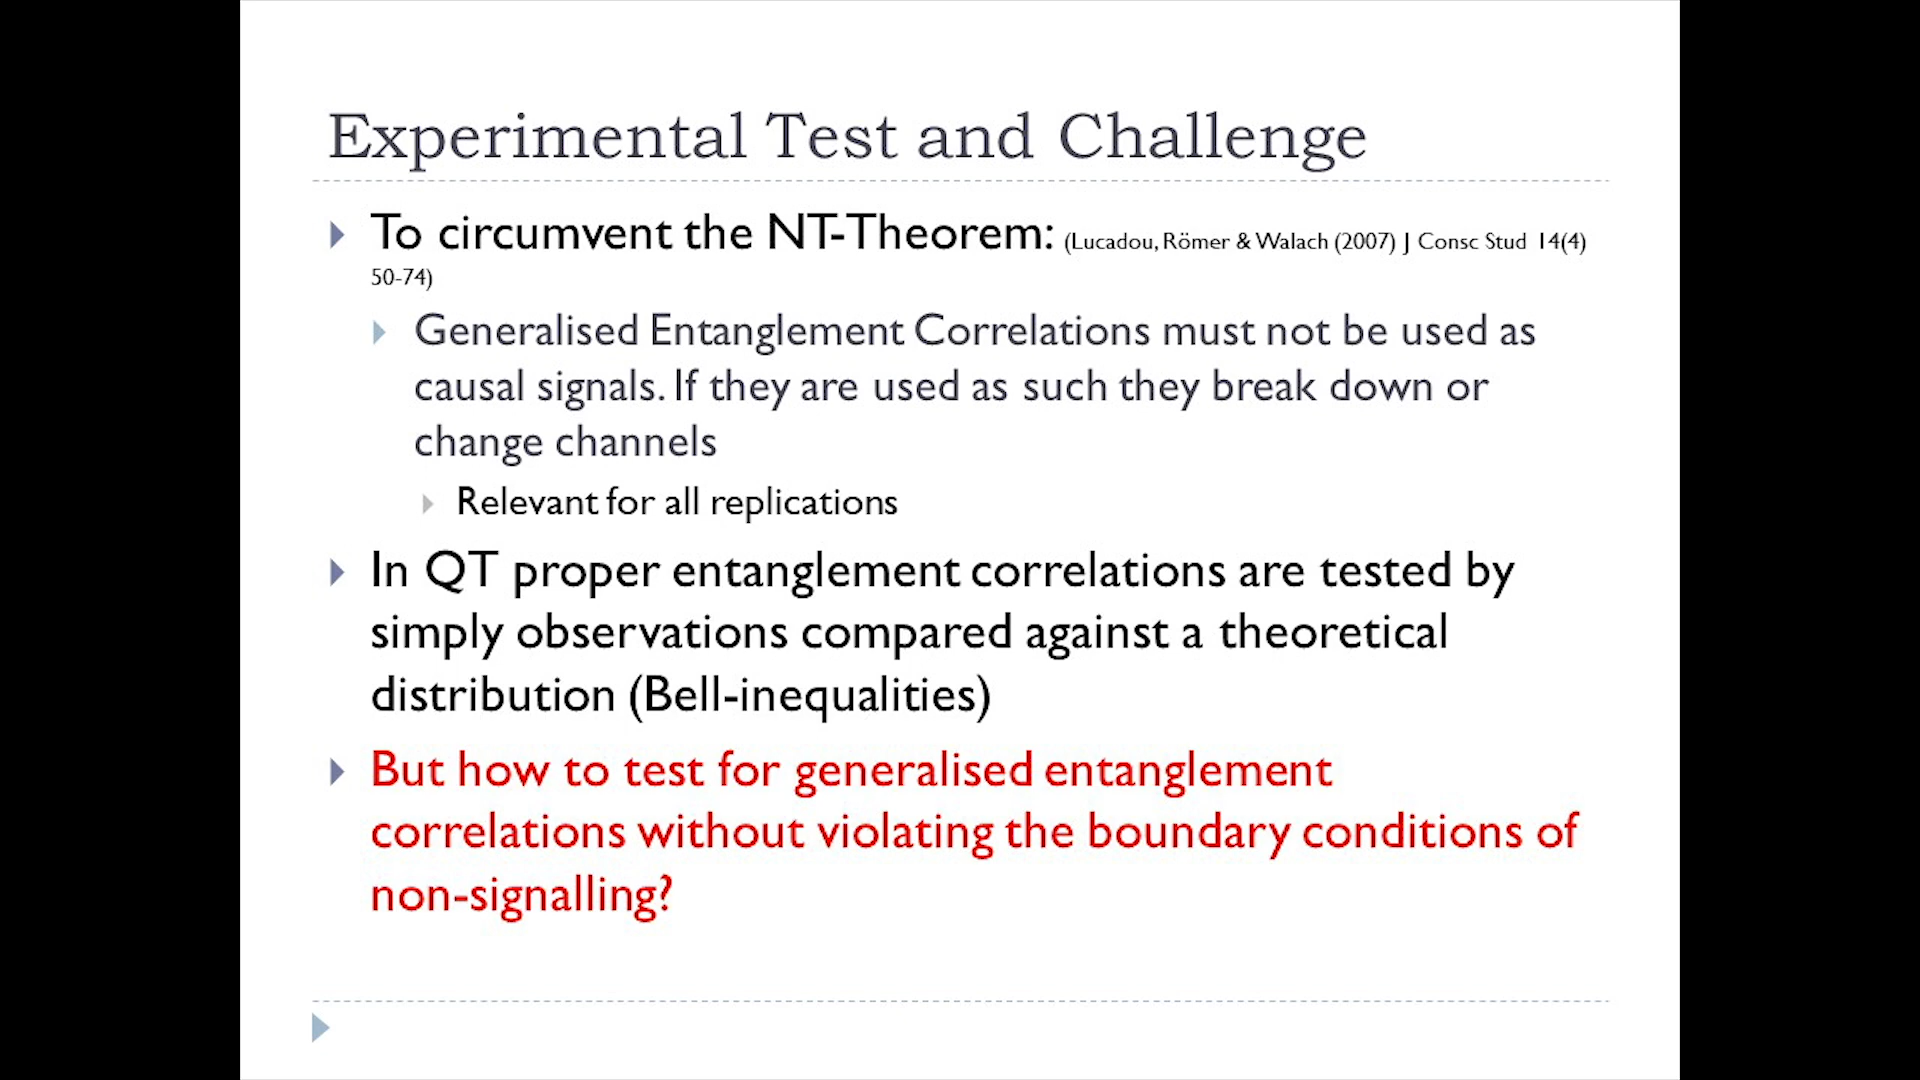 Experimental Test and Challenge
To circumvent the NT-Theorem: (Lucadou, Römer & Walach (2007) J Consc Stud 14(4)
50-74)
Generalised Entanglement Correlations must not be used as
causal signals. If they are used as such they break down or
change channels
Relevant for all replications
In QT proper entanglement correlations are tested by
simply observations compared against a theoretical
distribution (Bell-inequalities)
But how to test for generalised entanglement
correlations without violating the boundary conditions of
non-signalling?